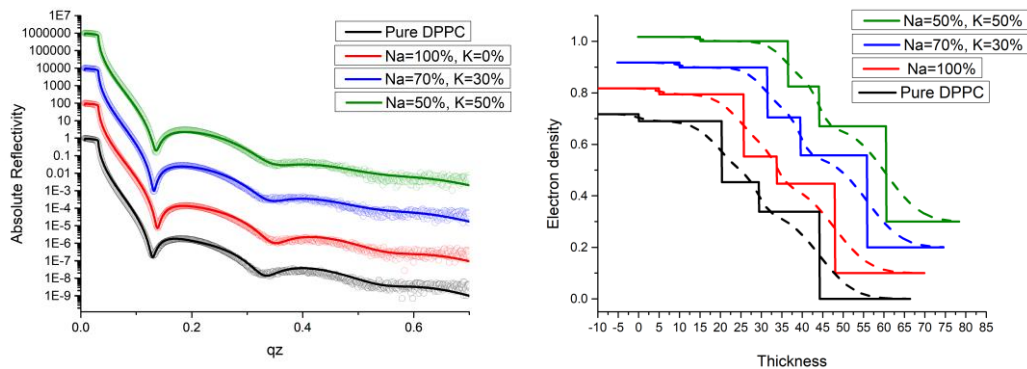 1E7
1000000
100000
10000
1000
100
10
1
0.1
0.01
1E-3
1E-4
1E-5
1E-6
1E-7
1E-8
1E-9
Absolute Reflectivity
0.0 0.2 0.4 0.6
qz
Pure DPPC
Na=100%, K=0%
Na=70%, K=30%
Na=50%, K=50%
1.0
0.8
0.6
0.4
0.2
0.0
Electron density
-10 -5 0 5 10 15 20 25 30 35 40 45 50 55 60 65 70 75 80 85
Thickness
Na=50%, K=50%
Na=70%, K=30%
Na=100%
Pure DPPC